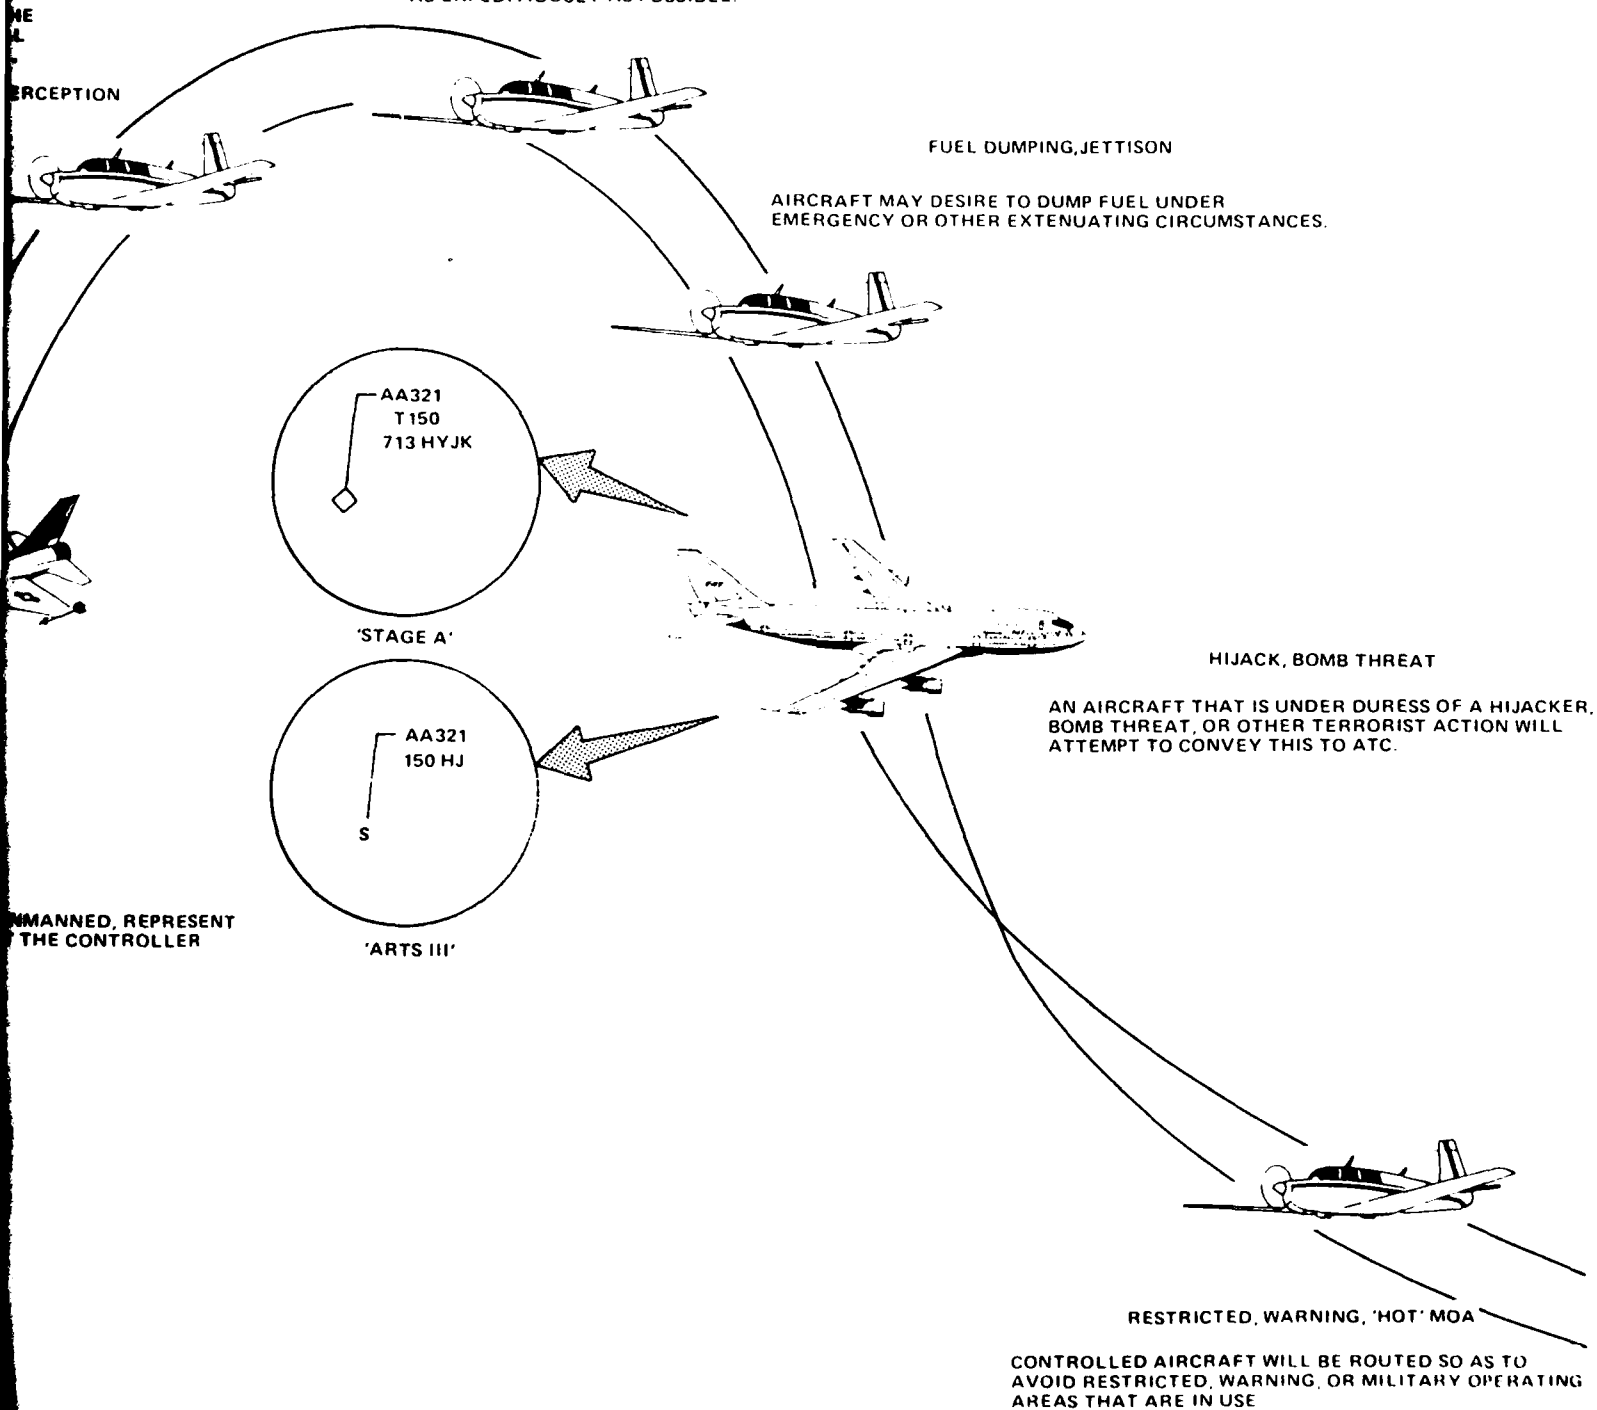 FUEL DUMPING, JETTISON
AIRCRAFT MAY DESIRE TO DUMP FUEL UNDER
EMERGENCY OR OTHER EXTENUATING CIRCUMSTANCES.
AA321
T150
713 HYJK
'STAGE A'
AA321
150 HJ
S
'ARTS III'
HIJACK, BOMB THREAT
AN AIRCRAFT THAT IS UNDER DURESS OF A HIJACKER,
BOMB THREAT, OR OTHER TERRORIST ACTION WILL
ATTEMPT TO CONVEY THIS TO ATC.
REPRESENT
THE CONTROLLER
RESTRICTED, WARNING, 'HOT' MOA
CONTROLLED AIRCRAFT WILL BE ROUTED SO AS TO
AVOID RESTRICTED, WARNING, OR MILITARY OPERATING
AREAS THAT ARE IN USE